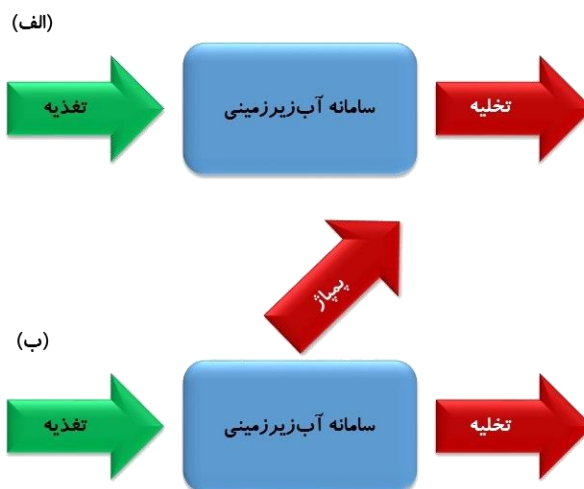 (الف)
تغذیه
سامانه آب‌زیرزمینی
تخلیه
پمپاژ
(ب)
تغذیه
سامانه آب‌زیرزمینی
تخلیه